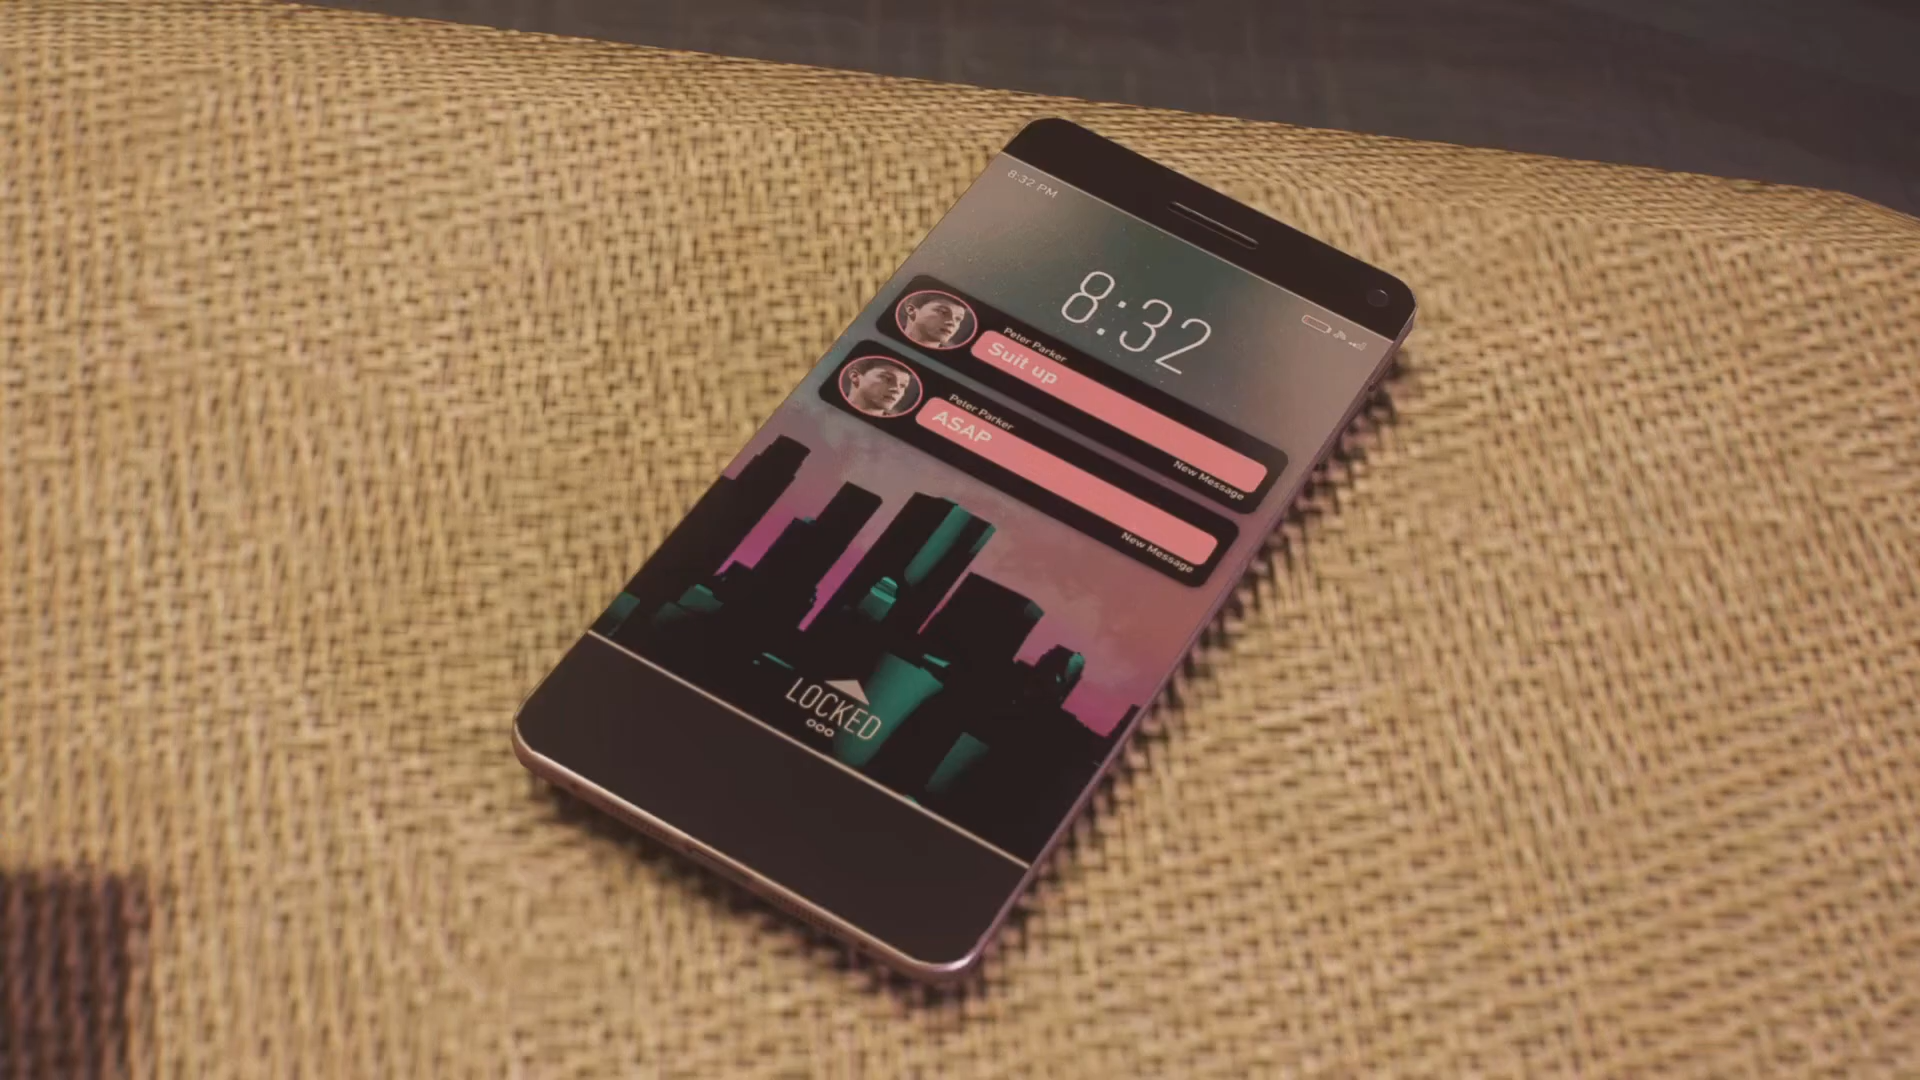 8:32 PM
8:32
Peter Parker
Suit up
New Message
Peter Parker
ASAP
New Message
LOCKED